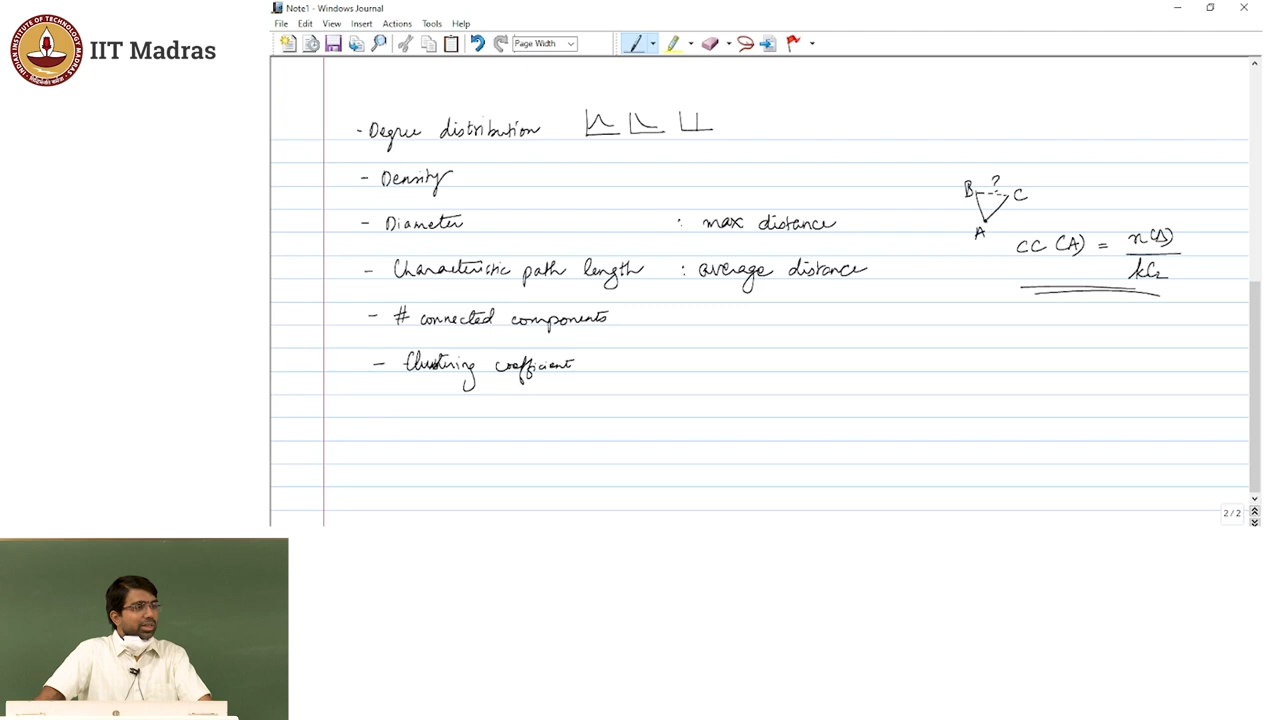 IIT Madras
Note1 - Windows Journal
File Edit View Insert Actions Tools Help
Page Width
- Degree distribution
- Density
- Diameter : max distance
- Characteristic path length : average distance
- # connected components
- Clustering coefficient
B ? C
A
CC (A) = n(Δ) / kC2
2 / 2